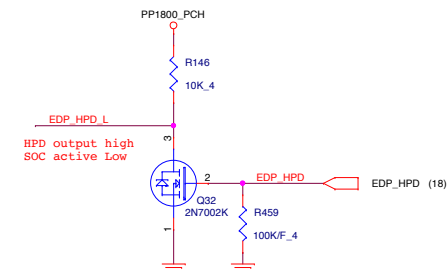 PP1800_PCH
R146
10K_4
EDP_HPD_L
HPD output high
SOC active Low
3
2
EDP_HPD
EDP_HPD (18)
Q32
2N7002K
R459
100K/F_4
1